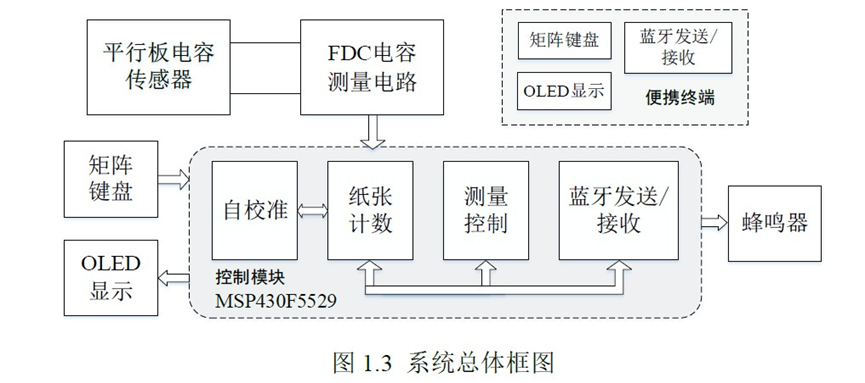 平行板电容
传感器
FDC电容
测量电路
矩阵键盘
蓝牙发送/
接收
OLED显示
便携终端
矩阵
键盘
自校准
纸张
计数
测量
控制
蓝牙发送/
接收
蜂鸣器
OLED
显示
控制模块
MSP430F5529
图 1.3 系统总体框图